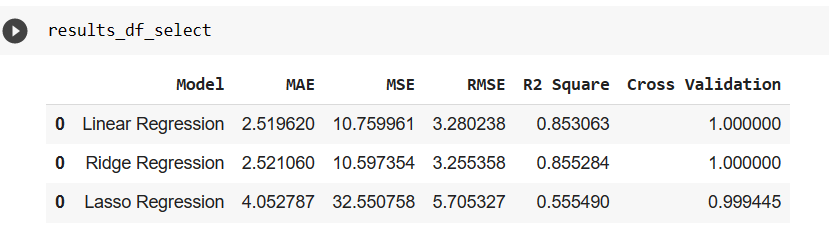 results_df_select
Model MAE MSE RMSE R2 Square Cross Validation
0 Linear Regression 2.519620 10.759961 3.280238 0.853063 1.000000
0 Ridge Regression 2.521060 10.597354 3.255358 0.855284 1.000000
0 Lasso Regression 4.052787 32.550758 5.705327 0.555490 0.999445